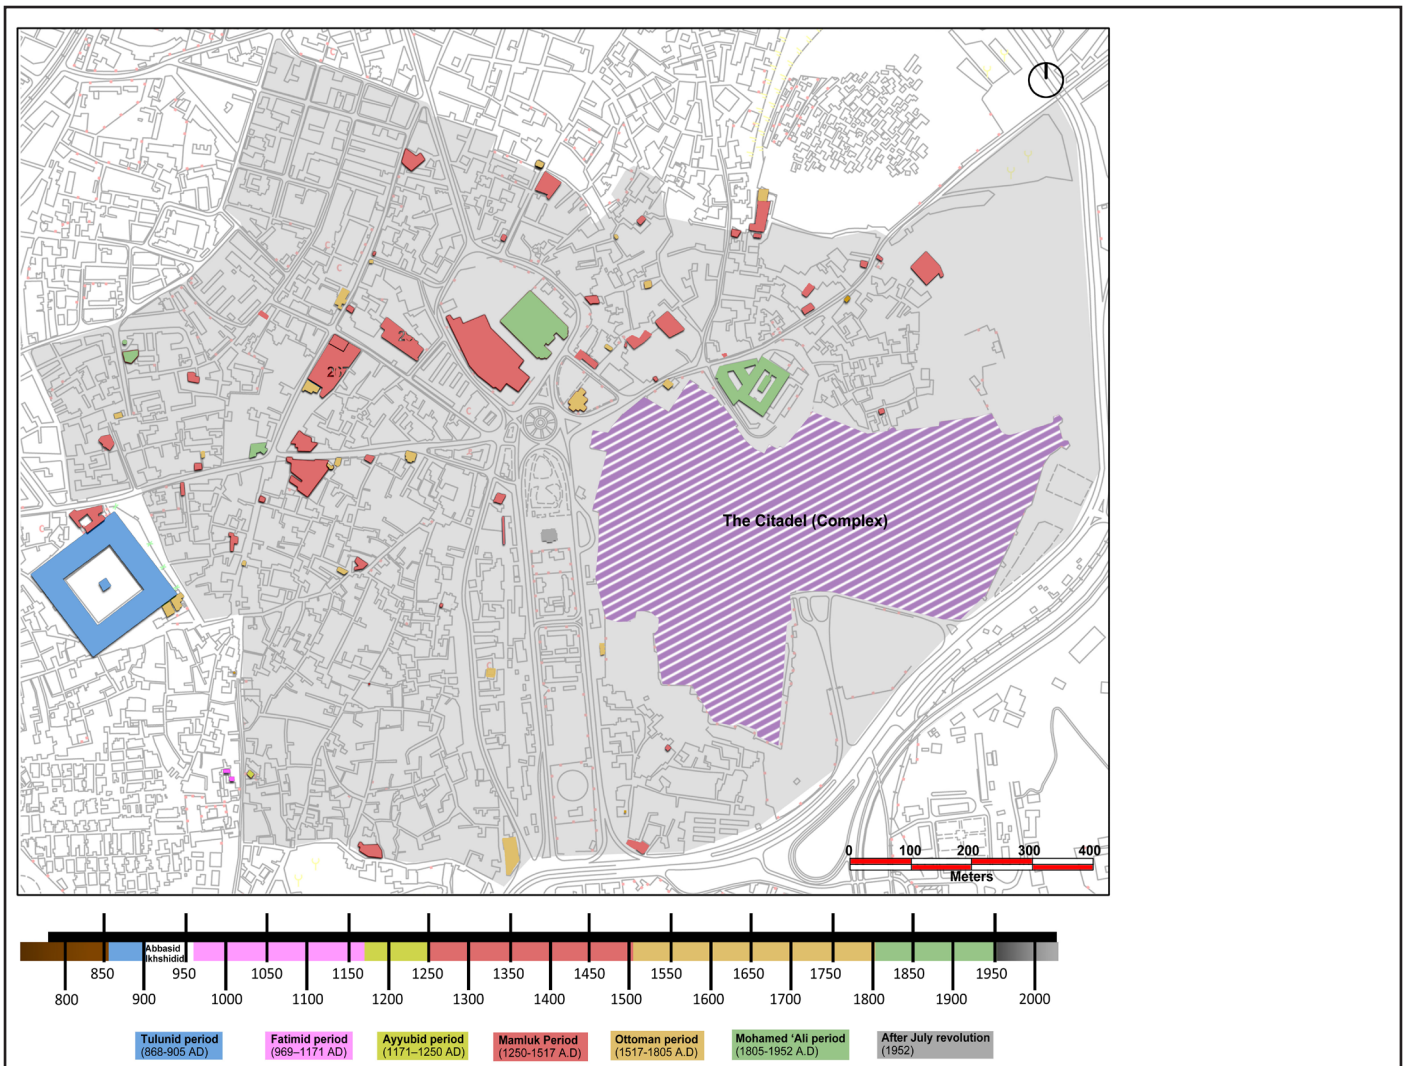 The Citadel (Complex)
0 100 200 300 400
Meters
Abbasid
Ikhshidid
850 950 1050 1150 1250 1350 1450 1550 1650 1750 1850 1950
800 900 1000 1100 1200 1300 1400 1500 1600 1700 1800 1900 2000
Tulunid period
(868-905 AD)
Fatimid period
(969–1171 AD)
Ayyubid period
(1171–1250 AD)
Mamluk Period
(1250-1517 A.D)
Ottoman period
(1517-1805 A.D)
Mohamed ‘Ali period
(1805-1952 A.D)
After July revolution
(1952)